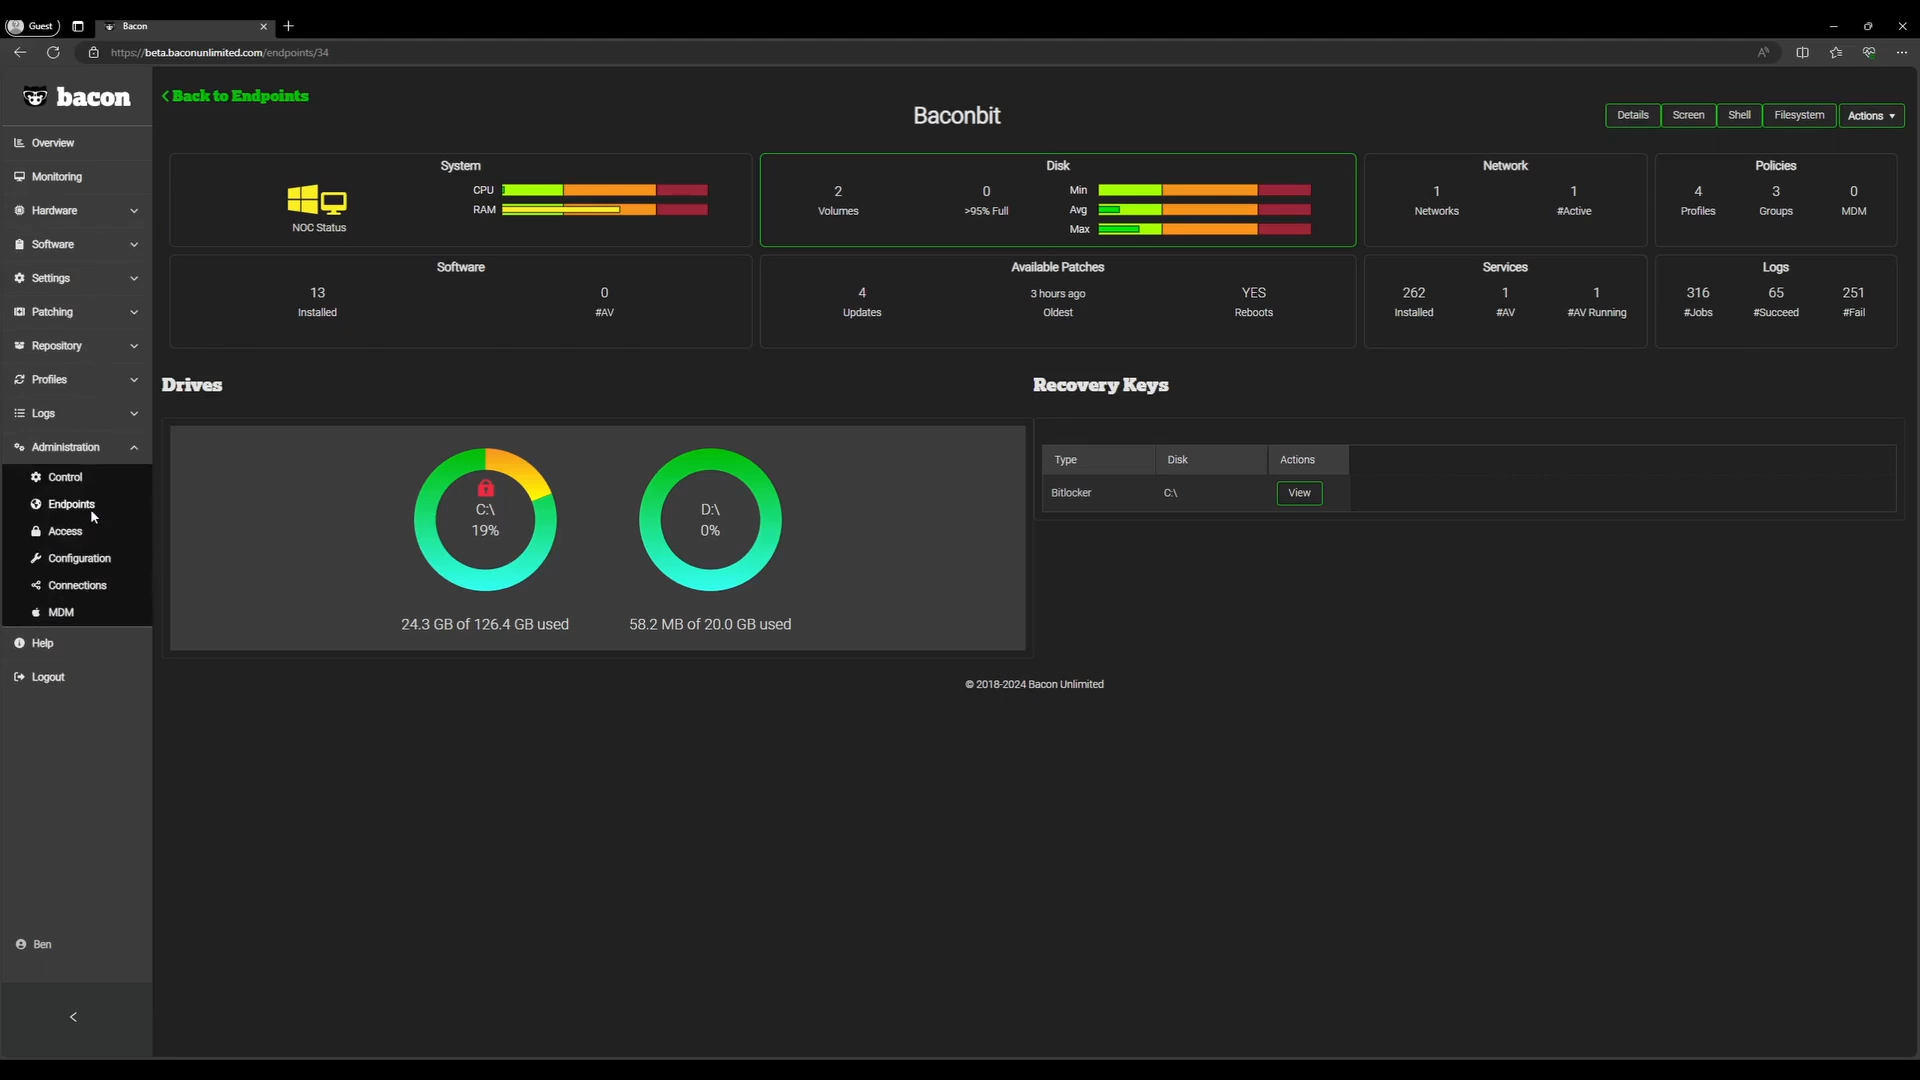 Guest
Bacon
https://beta.baconunlimited.com/endpoints/34
bacon
Overview
Monitoring
Hardware
Software
Settings
Patching
Repository
Profiles
Logs
Administration
Control
Endpoints
Access
Configuration
Connections
MDM
Help
Logout
Ben
Back to Endpoints
Baconbit
Details Screen Shell Filesystem Actions
System
CPU
RAM
NOC Status
Disk
2 0
Volumes >95% Full
Min
Avg
Max
Network
1 1
Networks #Active
Policies
4 3 0
Profiles Groups MDM
Software
13 0
Installed #AV
Available Patches
4 3 hours ago YES
Updates Oldest Reboots
Services
262 1 1
Installed #AV #AV Running
Logs
316 65 251
#Jobs #Succeed #Fail
Drives
C:\
19%
24.3 GB of 126.4 GB used
D:\
0%
58.2 MB of 20.0 GB used
Recovery Keys
Type Disk Actions
Bitlocker C:\ View
© 2018-2024 Bacon Unlimited